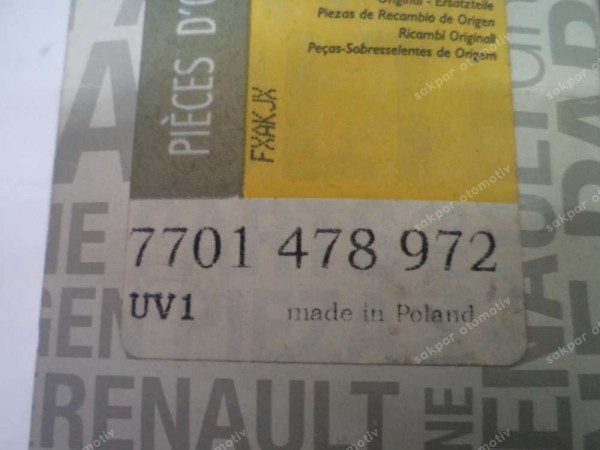 Original - Ersatzteile
Piezas de Recambio de Origen
Ricambi Originali
Peças-Sobresselentes de Origem
PIÈCES D'O
FXAKJX
7701 478 972
UV1 made in Poland
RENAULT
sakpar otomotiv